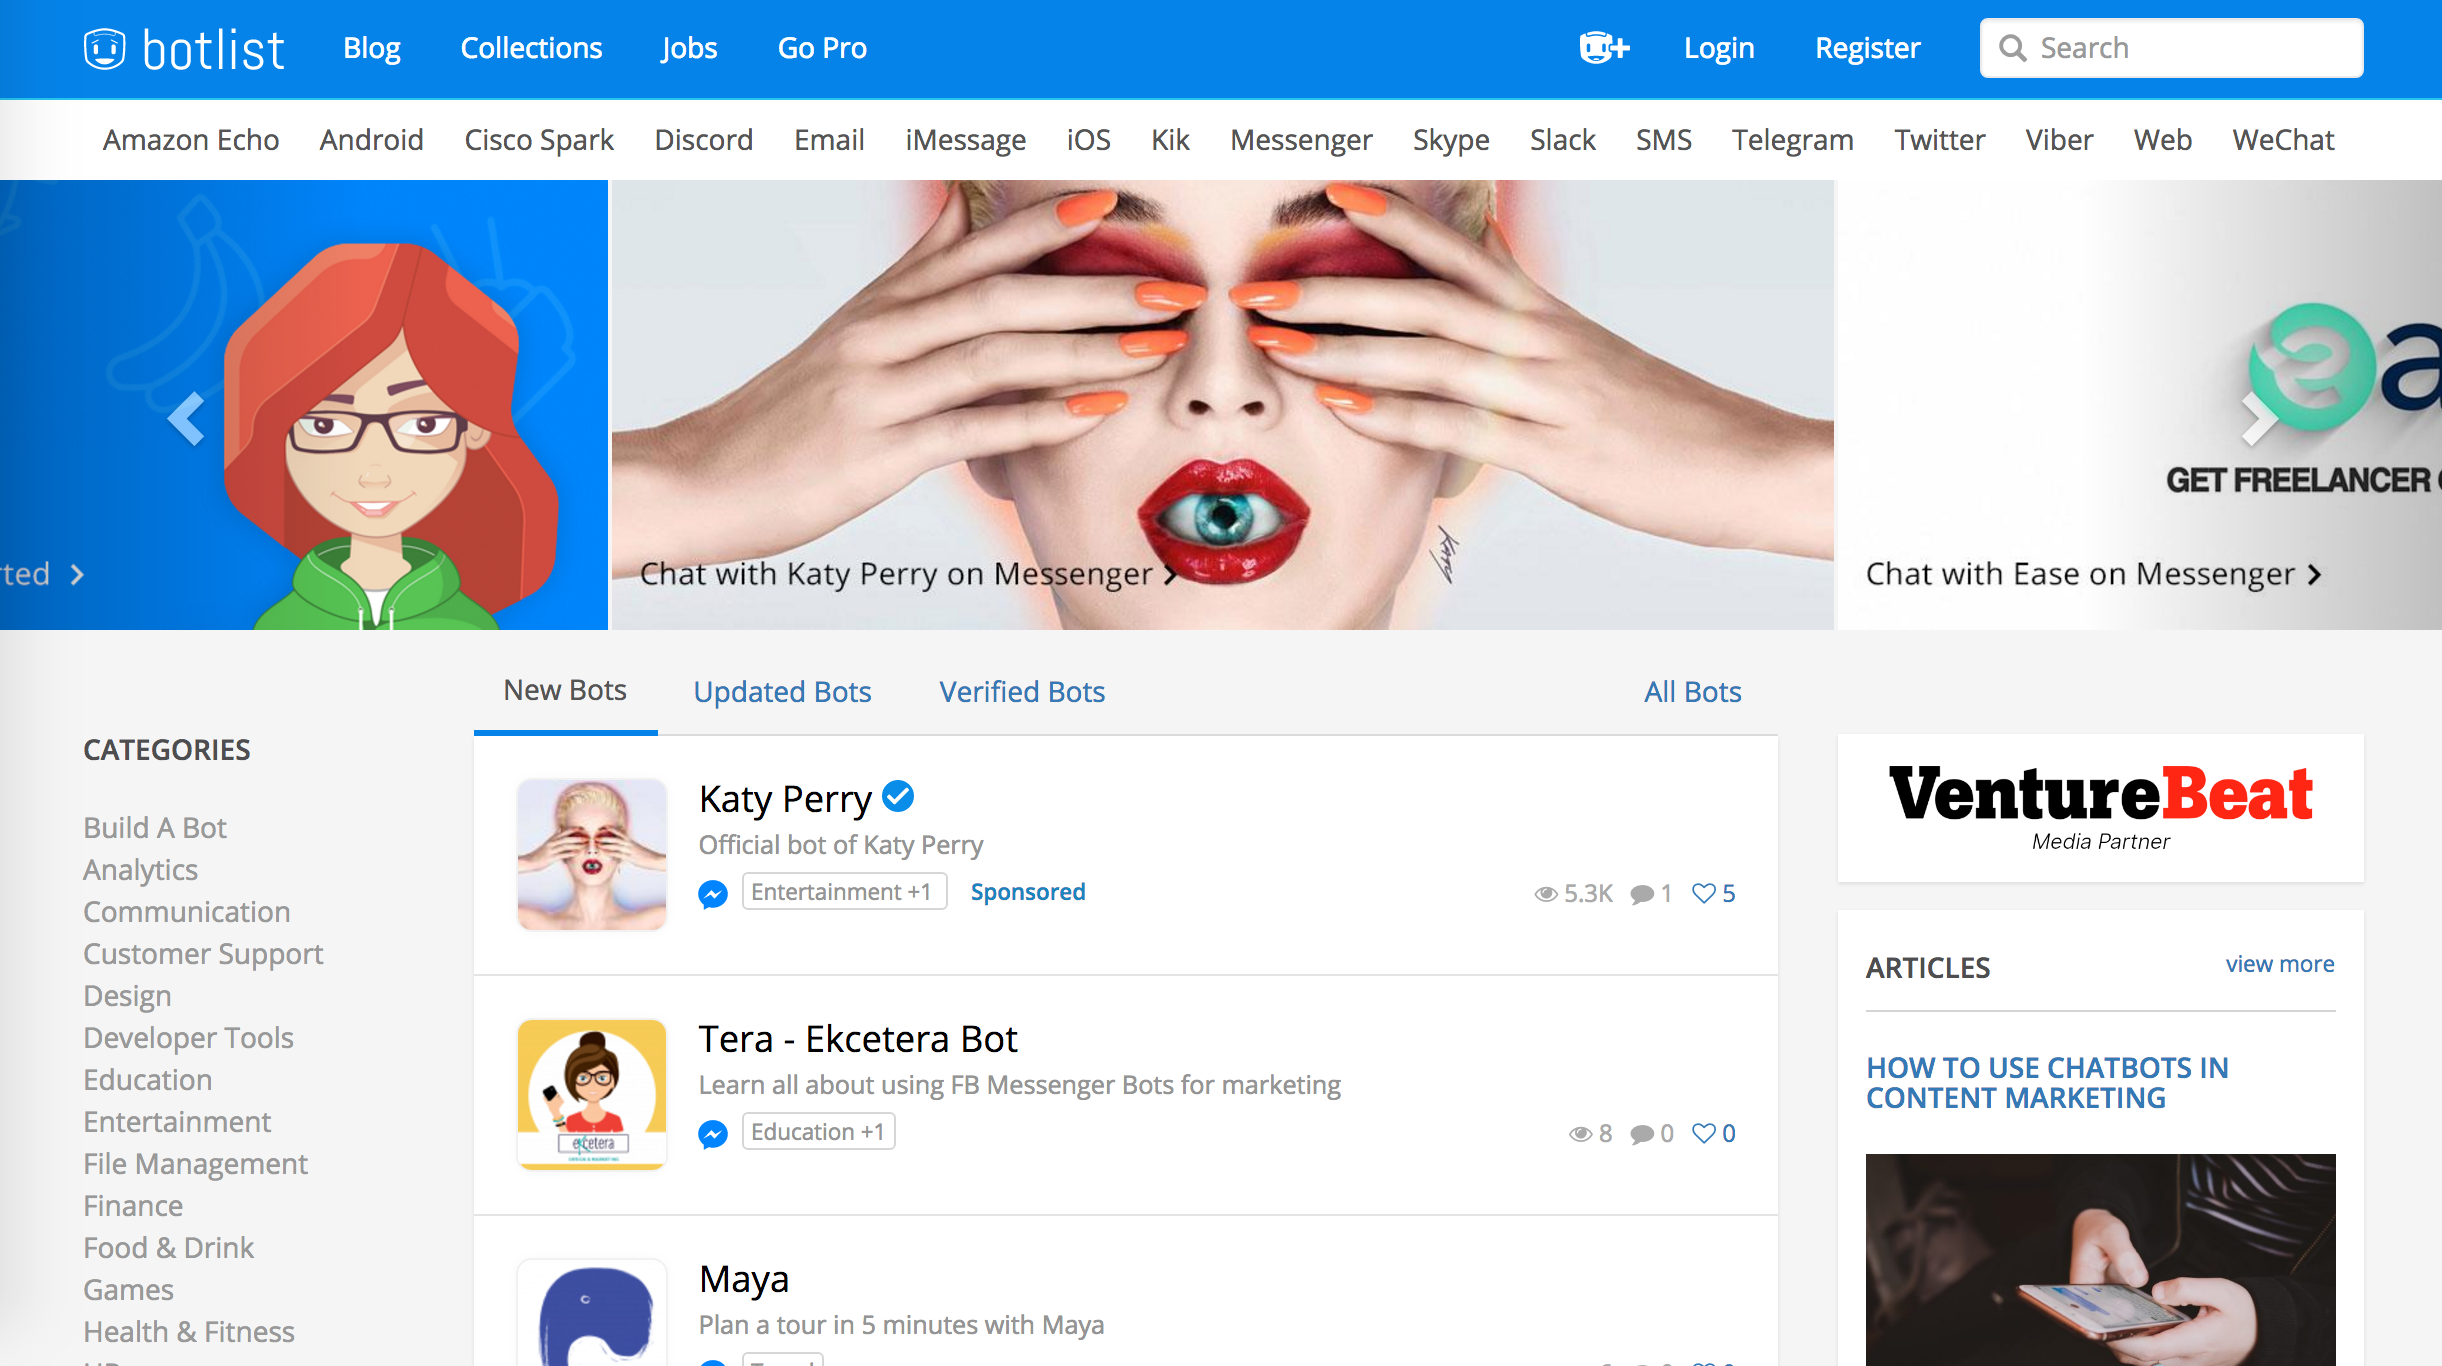 botlist Blog Collections Jobs Go Pro Login Register Search
Amazon Echo Android Cisco Spark Discord Email iMessage iOS Kik Messenger Skype Slack SMS Telegram Twitter Viber Web WeChat
GET FREELANCER
Chat with Katy Perry on Messenger
Katy
Chat with Ease on Messenger
New Bots Updated Bots Verified Bots All Bots
CATEGORIES
Build A Bot
Analytics
Communication
Customer Support
Design
Developer Tools
Education
Entertainment
File Management
Finance
Food & Drink
Games
Health & Fitness
Katy Perry
Official bot of Katy Perry
Entertainment +1 Sponsored 5.3K 1 5
Tera - Ekcetera Bot
Learn all about using FB Messenger Bots for marketing
Education +1 8 0 0
ekcetera
Maya
Plan a tour in 5 minutes with Maya
VentureBeat
Media Partner
ARTICLES view more
HOW TO USE CHATBOTS IN
CONTENT MARKETING